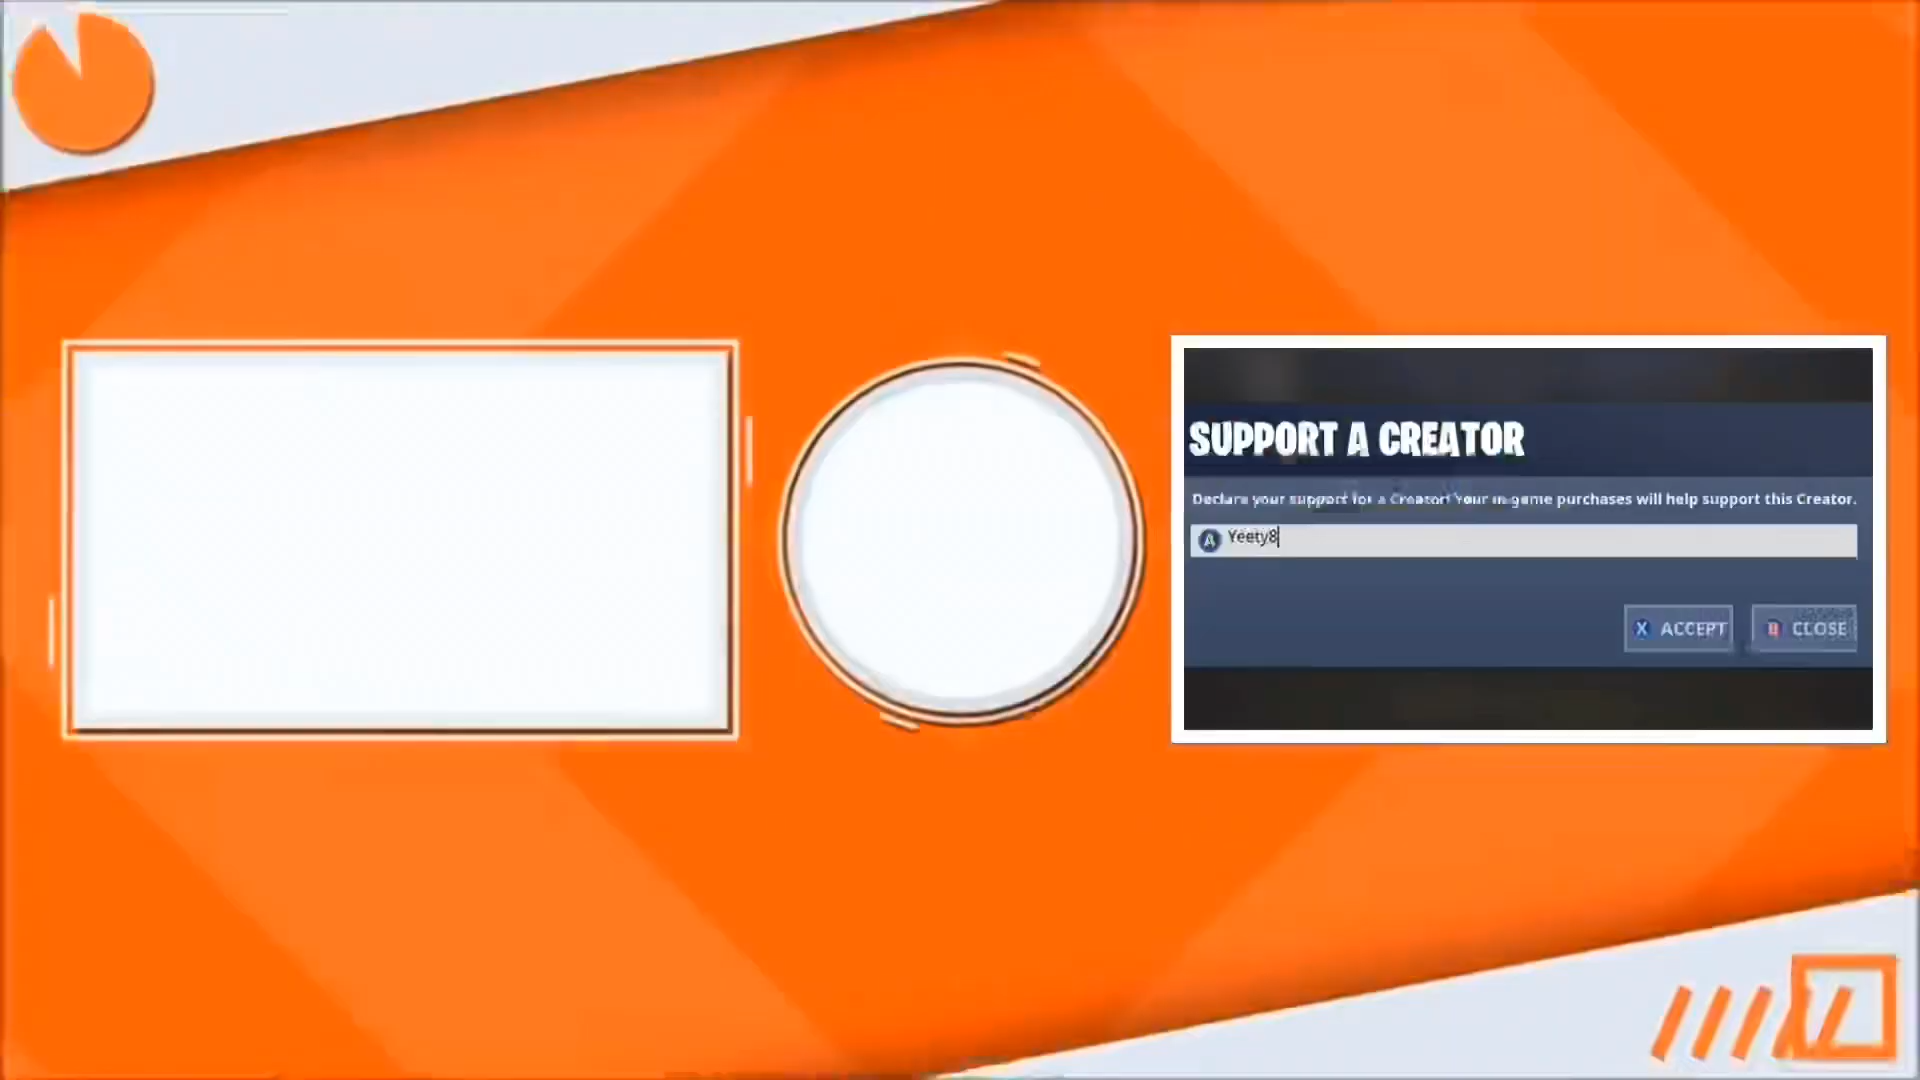 SUPPORT A CREATOR
Declare your support for a Creator! Your in-game purchases will help support this Creator.
A Yeety8
X ACCEPT
B CLOSE